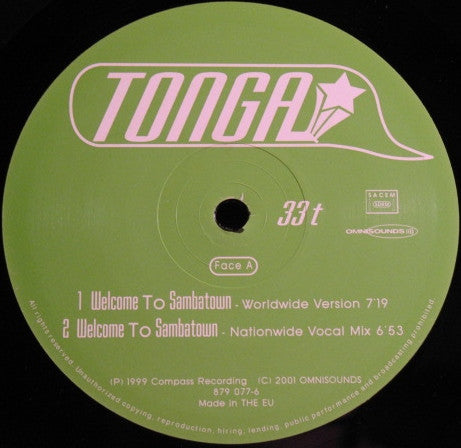 TONGA
33 t
SACEM
SDRM
OMNISOUNDS
Face A
1 Welcome To Sambatown - Worldwide Version 7'19
2 Welcome To Sambatown - Nationwide Vocal Mix 6'53
(P) 1999 Compass Recording (C) 2001 OMNISOUNDS
879 077-6
Made in THE EU
All rights reserved. Unauthorized copying, reproduction, hiring, lending, public performance and broadcasting prohibited.